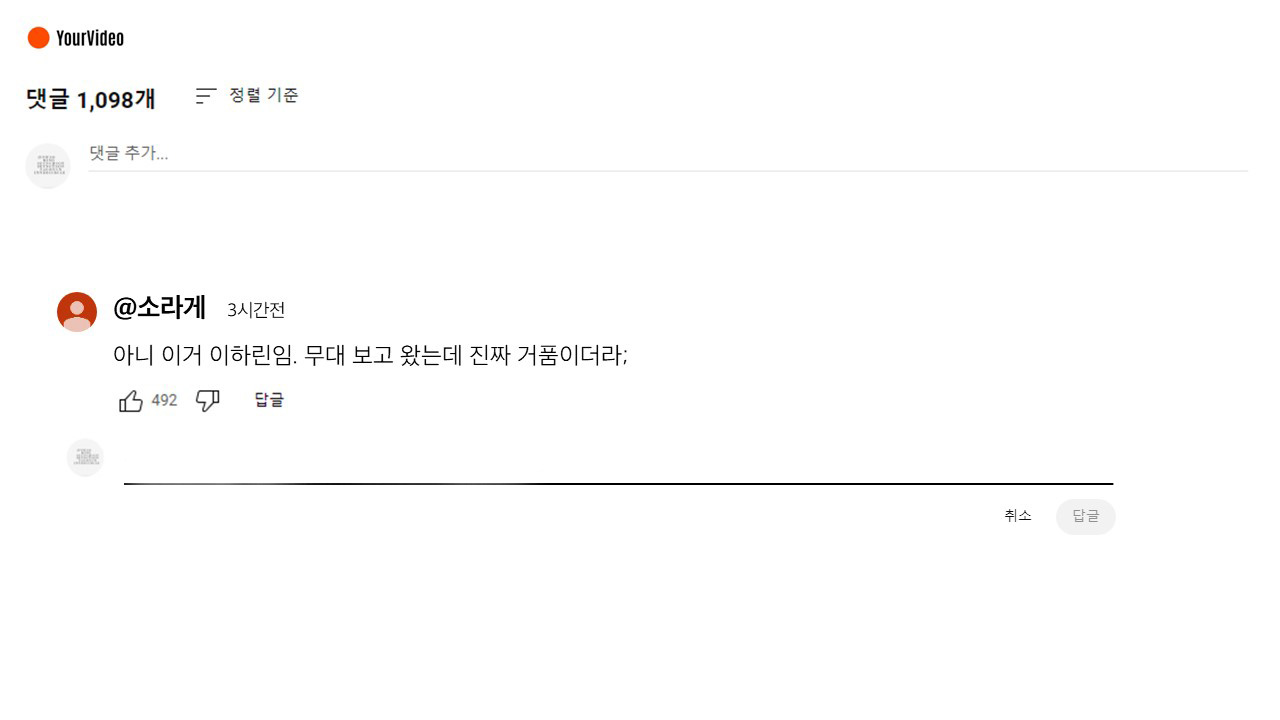 YourVideo
댓글 1,098개 정렬 기준
댓글 추가...
@소라게 3시간전
아니 이거 이하린임. 무대 보고 왔는데 진짜 거품이더라;
492 답글
취소 답글